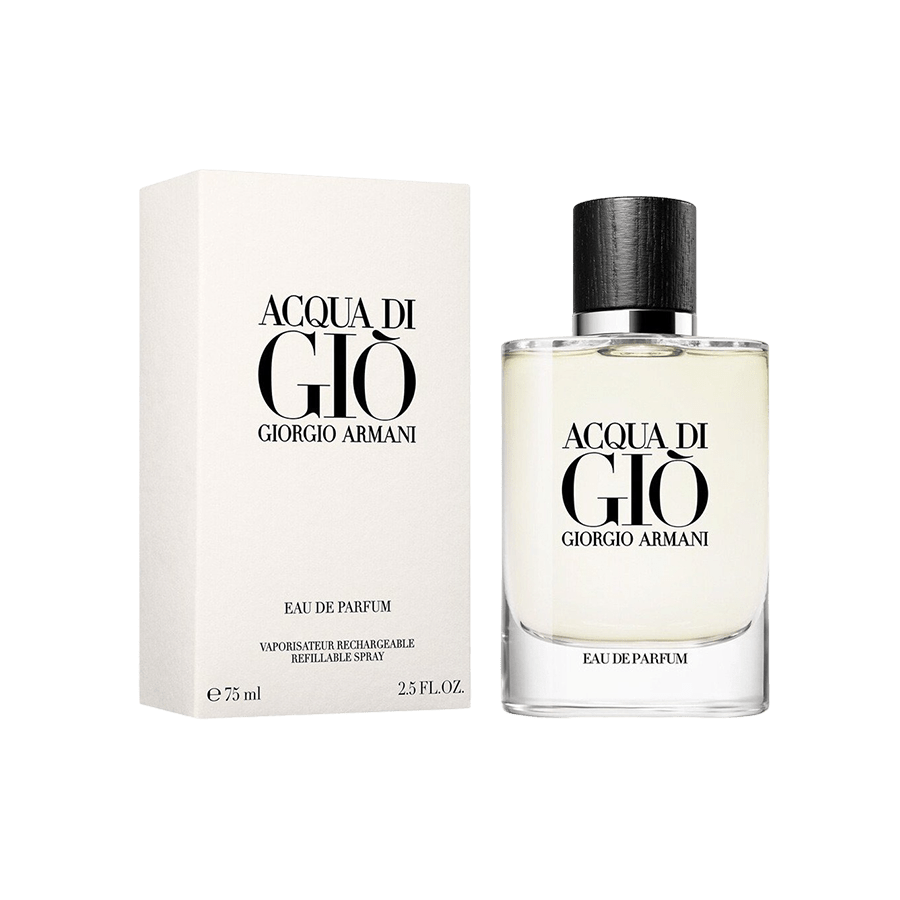 ACQUA DI
GIÒ
GIORGIO ARMANI
EAU DE PARFUM
VAPORISATEUR RECHARGEABLE
REFILLABLE SPRAY
℮ 75 ml 2.5 FL.OZ.
ACQUA DI
GIÒ
GIORGIO ARMANI
EAU DE PARFUM